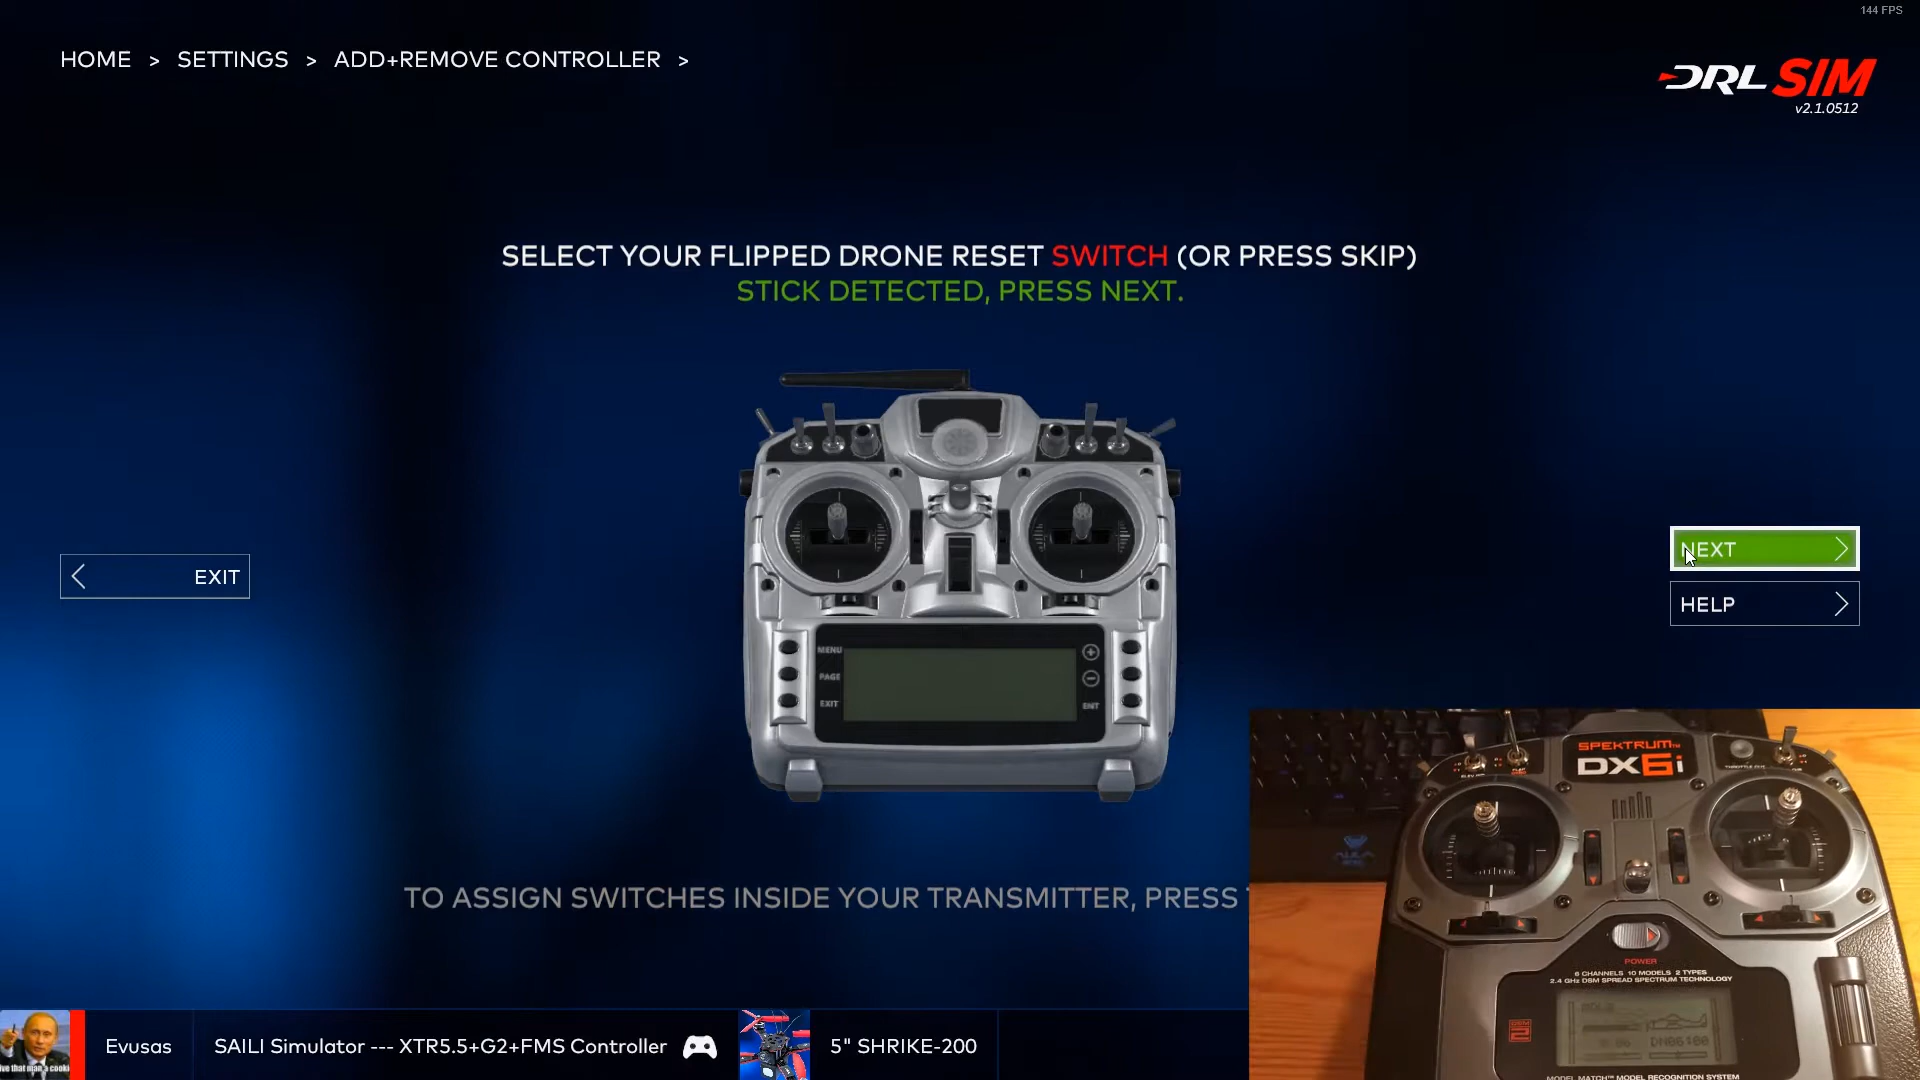 144 FPS
HOME > SETTINGS > ADD+REMOVE CONTROLLER >
DRL SIM
v2.1.0512
SELECT YOUR FLIPPED DRONE RESET SWITCH (OR PRESS SKIP)
STICK DETECTED, PRESS NEXT.
NEXT
EXIT
HELP
MENU
PAGE
EXIT
ENT
SPEKTRUM
DX6i
TO ASSIGN SWITCHES INSIDE YOUR TRANSMITTER, PRESS
POWER
6 CHANNELS 10 MODELS 2 TYPES
2.4 GHz DSM SPREAD SPECTRUM TECHNOLOGY
Evusas
SAILI Simulator --- XTR5.5+G2+FMS Controller
5" SHRIKE-200
MODEL MATCH™ MODEL RECOGNITION SYSTEM